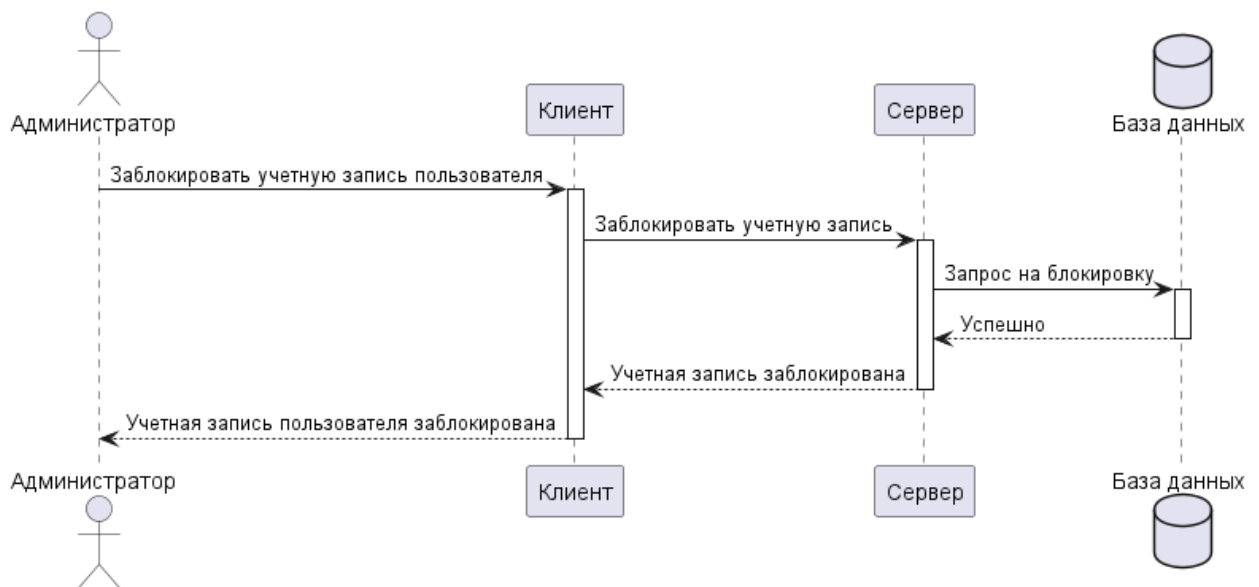 Администратор
Клиент
Сервер
База данных
Заблокировать учетную запись пользователя
Заблокировать учетную запись
Запрос на блокировку
Успешно
Учетная запись заблокирована
Учетная запись пользователя заблокирована
Администратор
Клиент
Сервер
База данных